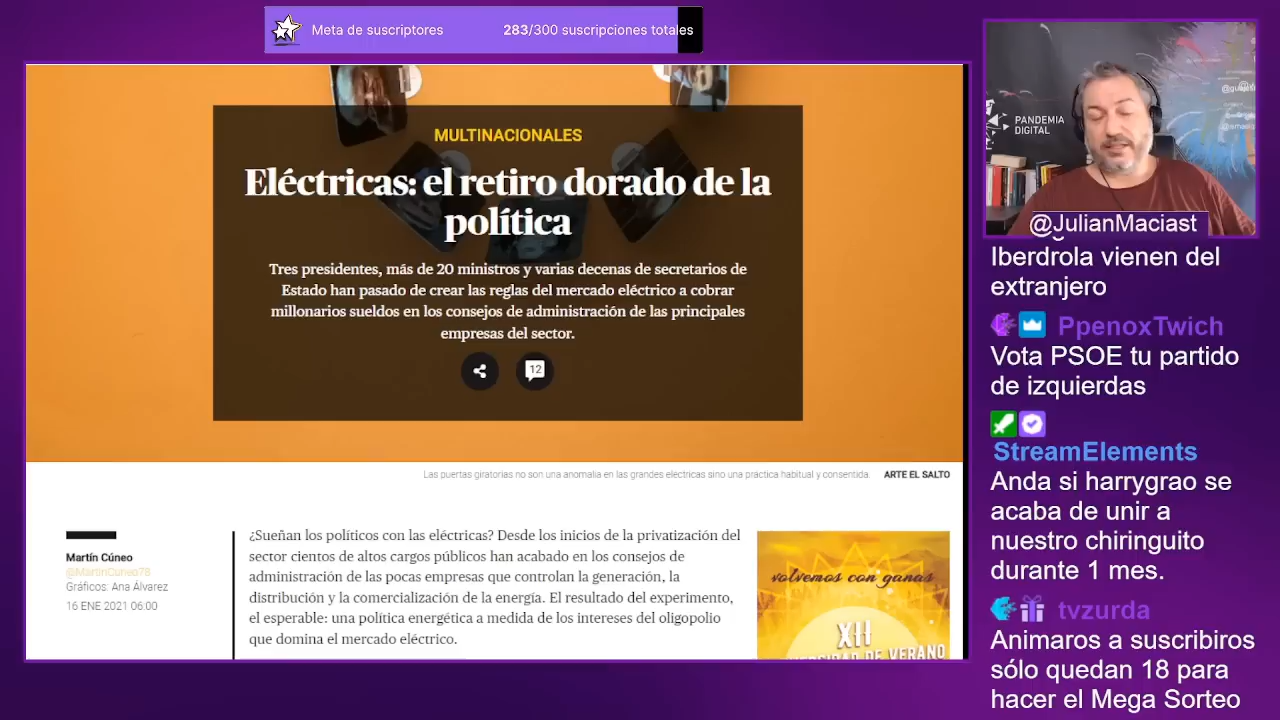 Meta de suscriptores
283/300 suscripciones totales
MULTINACIONALES
Eléctricas: el retiro dorado de la
política
Tres presidentes, más de 20 ministros y varias decenas de secretarios de
Estado han pasado de crear las reglas del mercado eléctrico a cobrar
millonarios sueldos en los consejos de administración de las principales
empresas del sector.
12
Las puertas giratorias no son una anomalía en las grandes eléctricas sino una práctica habitual y consentida. ARTE EL SALTO
Martín Cúneo
@MartinCuneo78
Gráficos: Ana Álvarez
16 ENE 2021 06:00
¿Sueñan los políticos con las eléctricas? Desde los inicios de la privatización del
sector cientos de altos cargos públicos han acabado en los consejos de
administración de las pocas empresas que controlan la generación, la
distribución y la comercialización de la energía. El resultado del experimento,
el esperable: una política energética a medida de los intereses del oligopolio
que domina el mercado eléctrico.
volvemos con ganas
XII
DE VERANO
PANDEMIA
DIGITAL
@JulianMaciast
Iberdrola vienen del
extranjero
PpenoxTwich
Vota PSOE tu partido
de izquierdas
StreamElements
Anda si harrygrao se
acaba de unir a
nuestro chiringuito
durante 1 mes.
tvzurda
Animaros a suscribiros
sólo quedan 18 para
hacer el Mega Sorteo